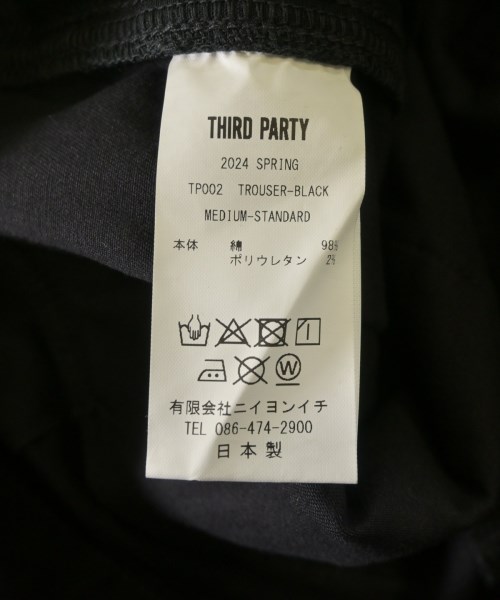 THIRD PARTY
2024 SPRING
TP002 TROUSER-BLACK
MEDIUM-STANDARD
本体 綿 98%
ポリウレタン 2%
W
有限会社ニイヨンイチ
TEL 086-474-2900
日本製